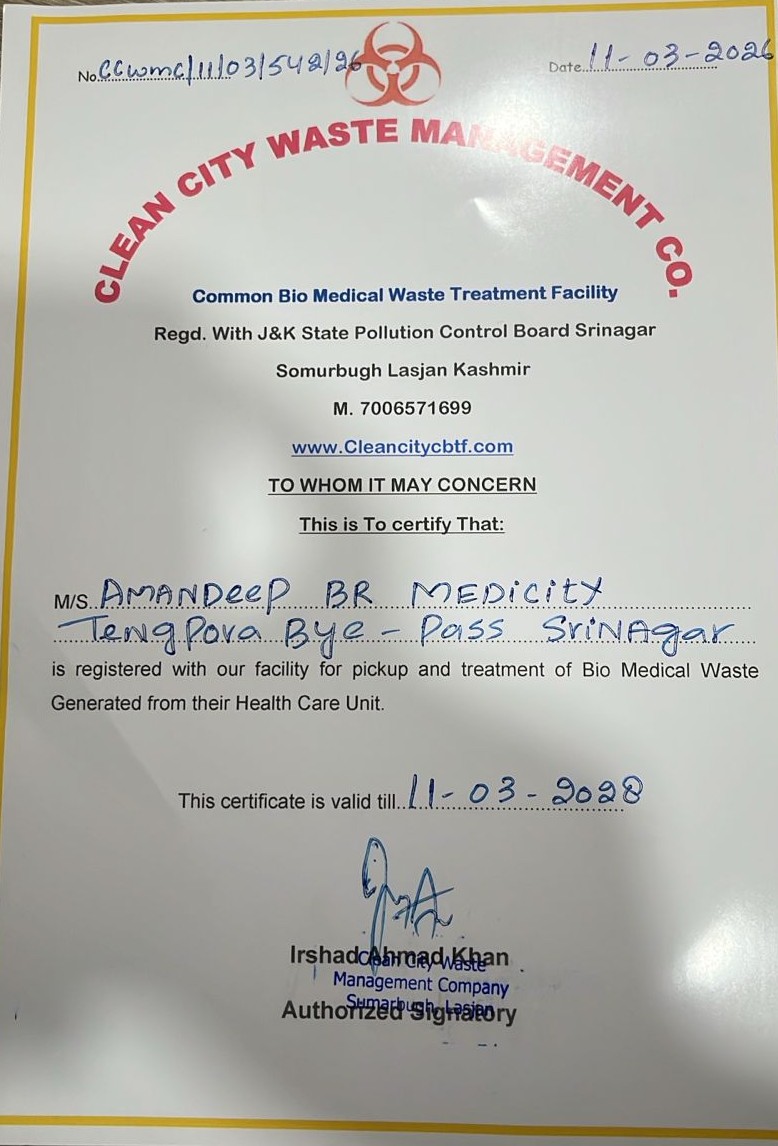 No. CCWMC/11/03/542/26
Date. 11-03-2026
CLEAN CITY WASTE MANAGEMENT CO.
Common Bio Medical Waste Treatment Facility
Regd. With J&K State Pollution Control Board Srinagar
Somurbugh Lasjan Kashmir
M. 7006571699
www.Cleancitycbtf.com
TO WHOM IT MAY CONCERN
This is To certify That:
M/S. AMANDeeP BR MEDicity
TengPora Bye - Pass SriNAgar
is registered with our facility for pickup and treatment of Bio Medical Waste
Generated from their Health Care Unit.
This certificate is valid till. 11-03-2028
Irshad Ahmad Khan
Clean City Waste
Management Company
Sumarbugh, Lasjan
Authorized Signatory